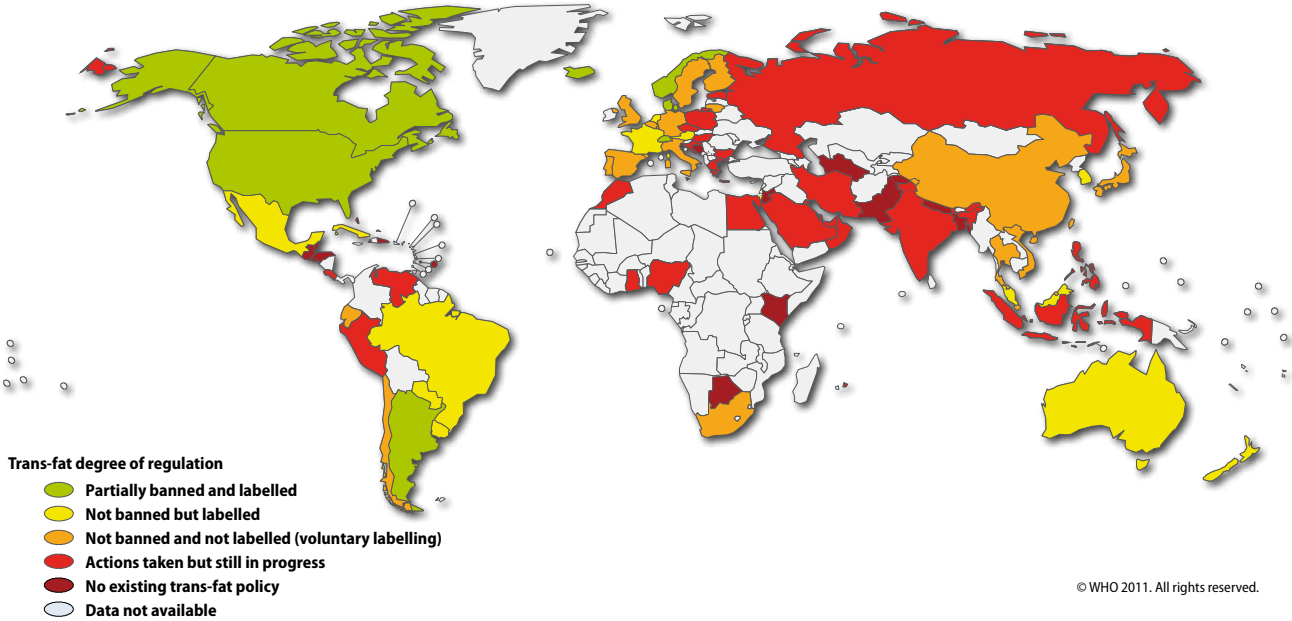 Trans-fat degree of regulation
Partially banned and labelled
Not banned but labelled
Not banned and not labelled (voluntary labelling)
Actions taken but still in progress
No existing trans-fat policy
Data not available
© WHO 2011. All rights reserved.